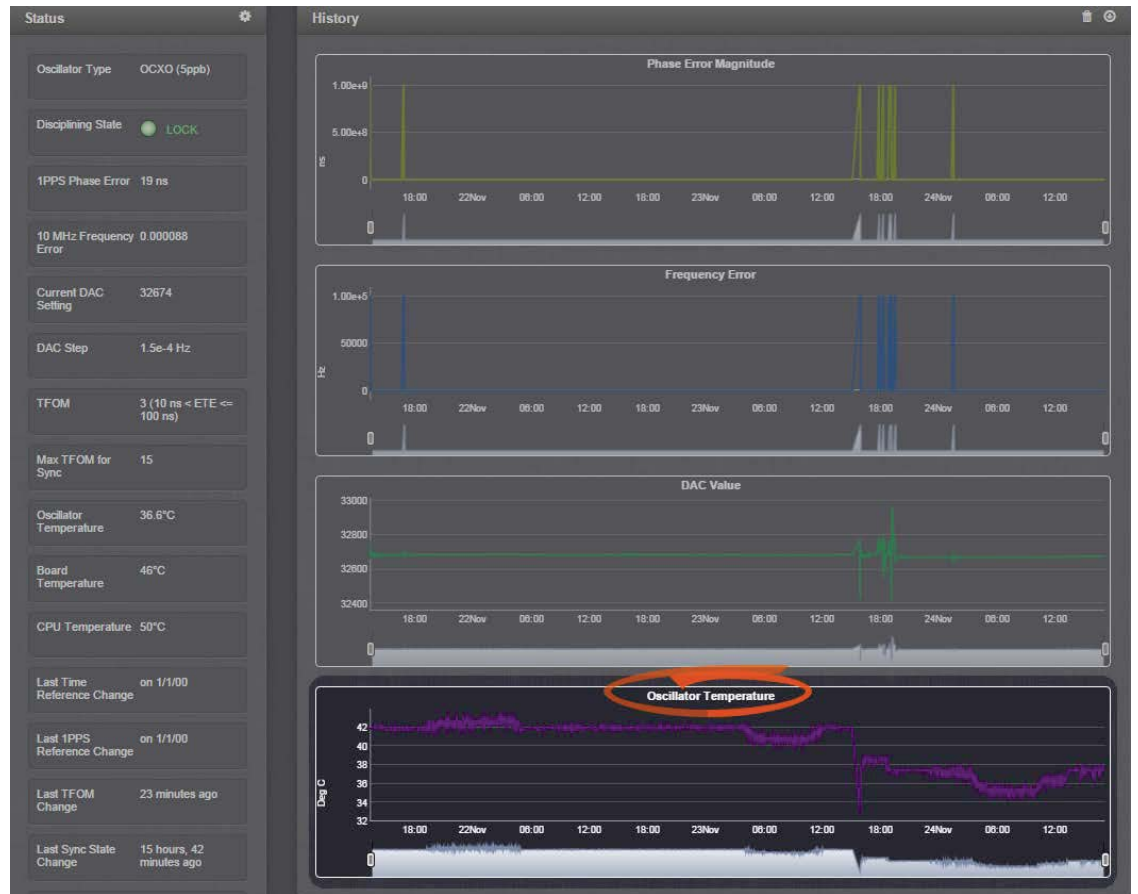 Status
Oscillator Type OCXO (5ppb)
Disciplining State LOCK
1PPS Phase Error 19 ns
10 MHz Frequency 0.000088
Error
Current DAC 32674
Setting
DAC Step 1.5e-4 Hz
TFOM 3 (10 ns < ETE <=
100 ns)
Max TFOM for 15
Sync
Oscillator 36.6°C
Temperature
Board 46°C
Temperature
CPU Temperature 50°C
Last Time on 1/1/00
Reference Change
Last 1PPS on 1/1/00
Reference Change
Last TFOM 23 minutes ago
Change
Last Sync State 15 hours, 42
Change minutes ago
History
Phase Error Magnitude
1.00e+9
5.00e+8
0
ns
18:00 22Nov 06:00 12:00 18:00 23Nov 06:00 12:00 18:00 24Nov 06:00 12:00
Frequency Error
1.00e+5
50000
0
Hz
18:00 22Nov 06:00 12:00 18:00 23Nov 06:00 12:00 18:00 24Nov 06:00 12:00
DAC Value
33000
32800
32600
32400
18:00 22Nov 06:00 12:00 18:00 23Nov 06:00 12:00 18:00 24Nov 06:00 12:00
Oscillator Temperature
42
40
38
36
34
32
Deg C
18:00 22Nov 06:00 12:00 18:00 23Nov 06:00 12:00 18:00 24Nov 06:00 12:00